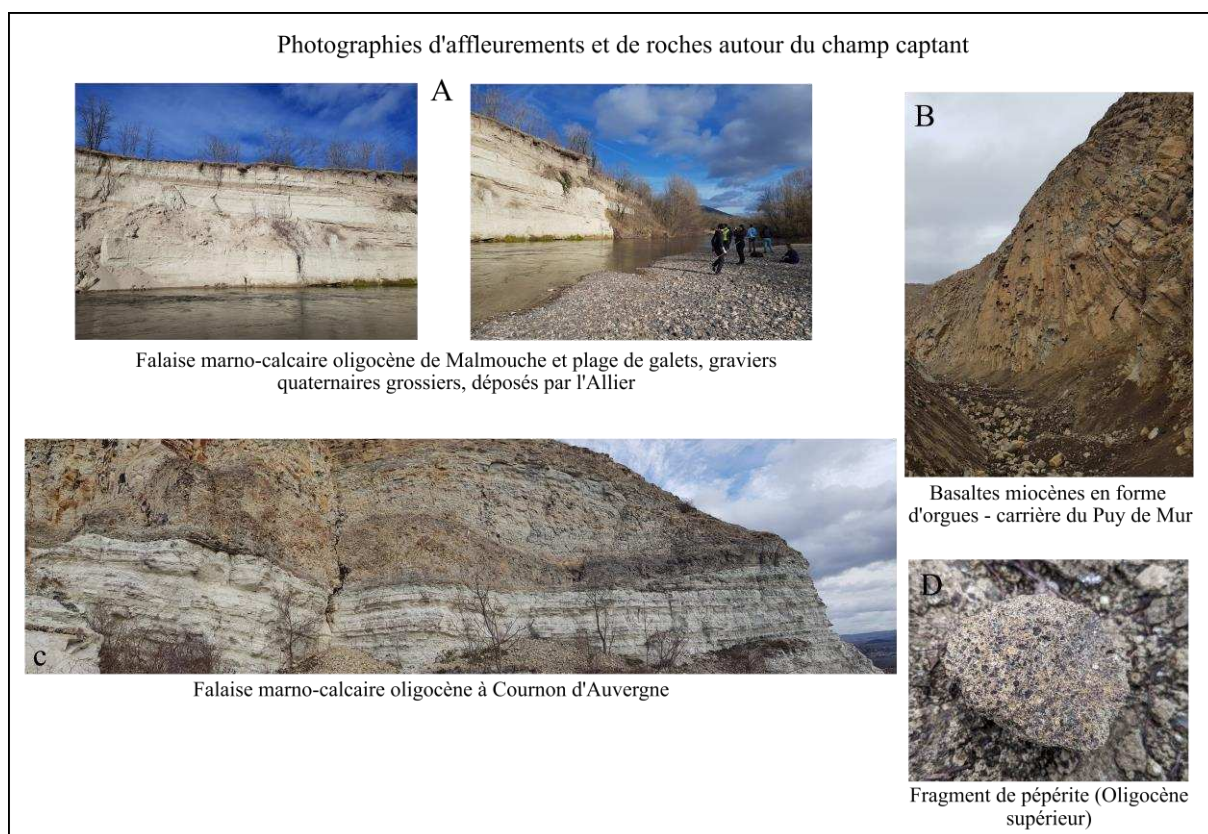 Photographies d'affleurements et de roches autour du champ captant
A
B
Falaise marno-calcaire oligocène de Malmouche et plage de galets, graviers
quaternaires grossiers, déposés par l'Allier
Basaltes miocènes en forme
d'orgues - carrière du Puy de Mur
c
Falaise marno-calcaire oligocène à Cournon d'Auvergne
D
Fragment de pépérite (Oligocène
supérieur)